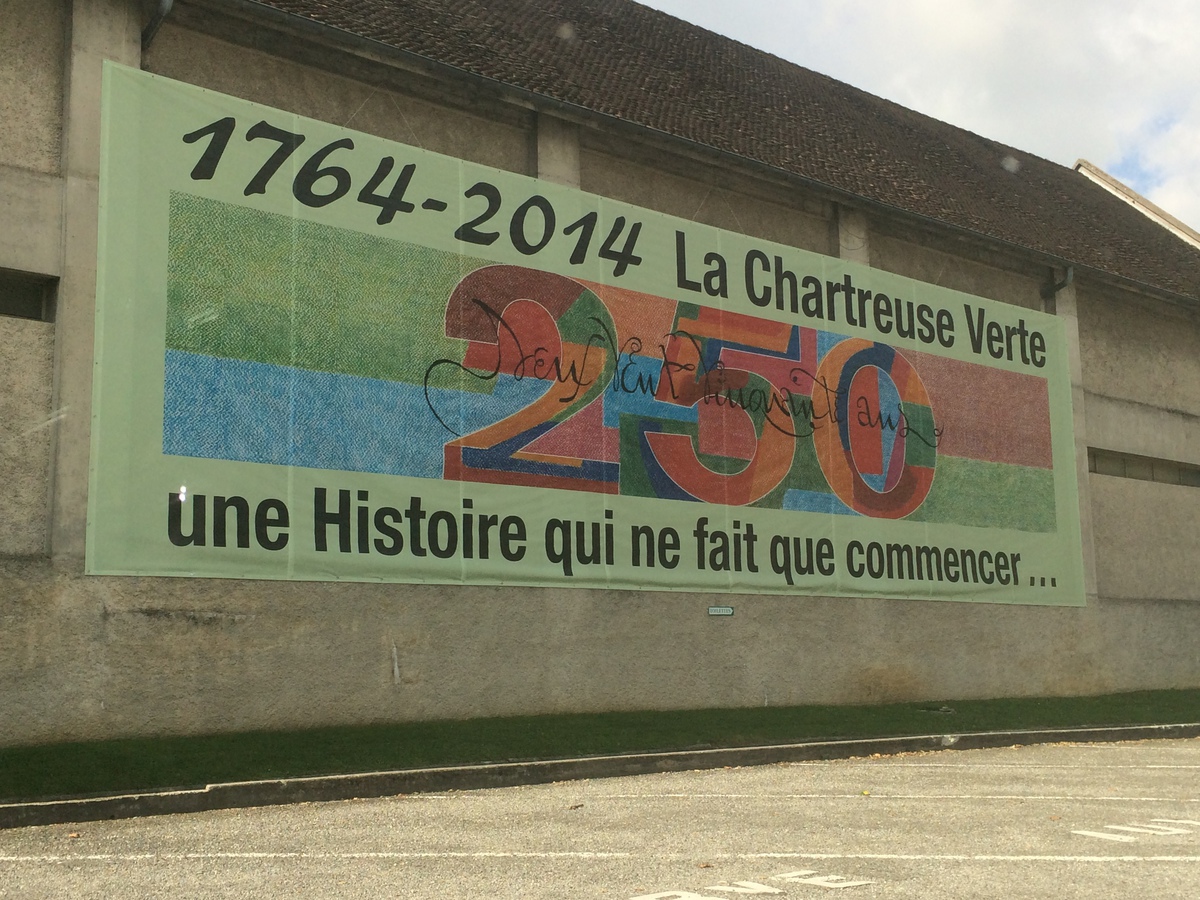 1764-2014 La Chartreuse Verte
250
Deux Cent Cinquante ans
une Histoire qui ne fait que commencer ...